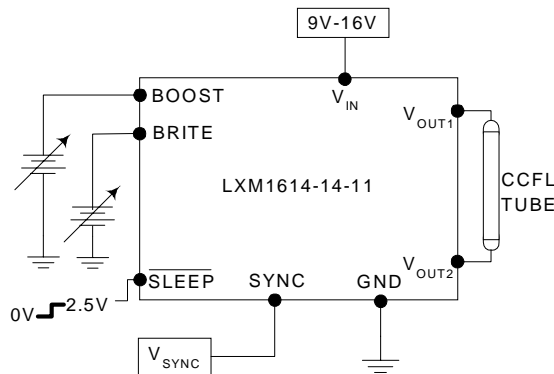 9V-16V
BOOST
V_IN
BRITE
V_OUT1
LXM1614-14-11
CCFL
TUBE
V_OUT2
SLEEP
SYNC
GND
0V 2.5V
V_SYNC